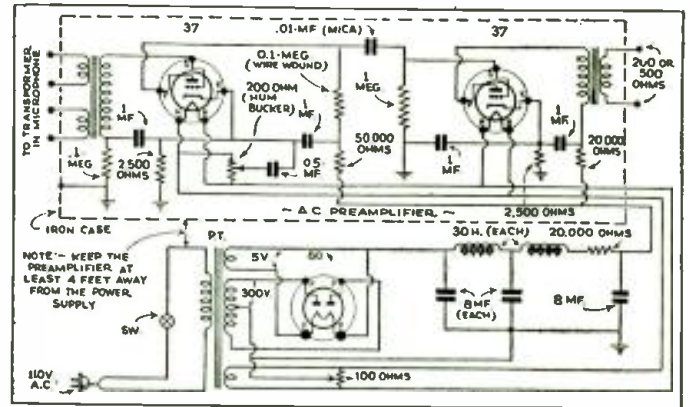 .01-MF (MICA)
37
37
0.1-MEG
(WIRE WOUND)
200 OHM
(HUM
BUCKER)
1
MF
1
MEG
200 OR
500
OHMS
TO TRANSFORMER
IN MICROPHONE
1
MF
2,500
OHMS
.1
MEG
0.5-
MF
50,000
OHMS
1
MF
1
MF
20,000
OHMS
2,500 OHMS
~ A.C. PREAMPLIFIER ~
IRON CASE
NOTE:- KEEP THE
PREAMPLIFIER AT
LEAST 4 FEET AWAY
FROM THE POWER
SUPPLY
P.T.
5V
80
300V
30 H. (EACH)
20,000 OHMS
8 MF
(EACH)
8 MF
SW.
110V
A.C.
100 OHMS